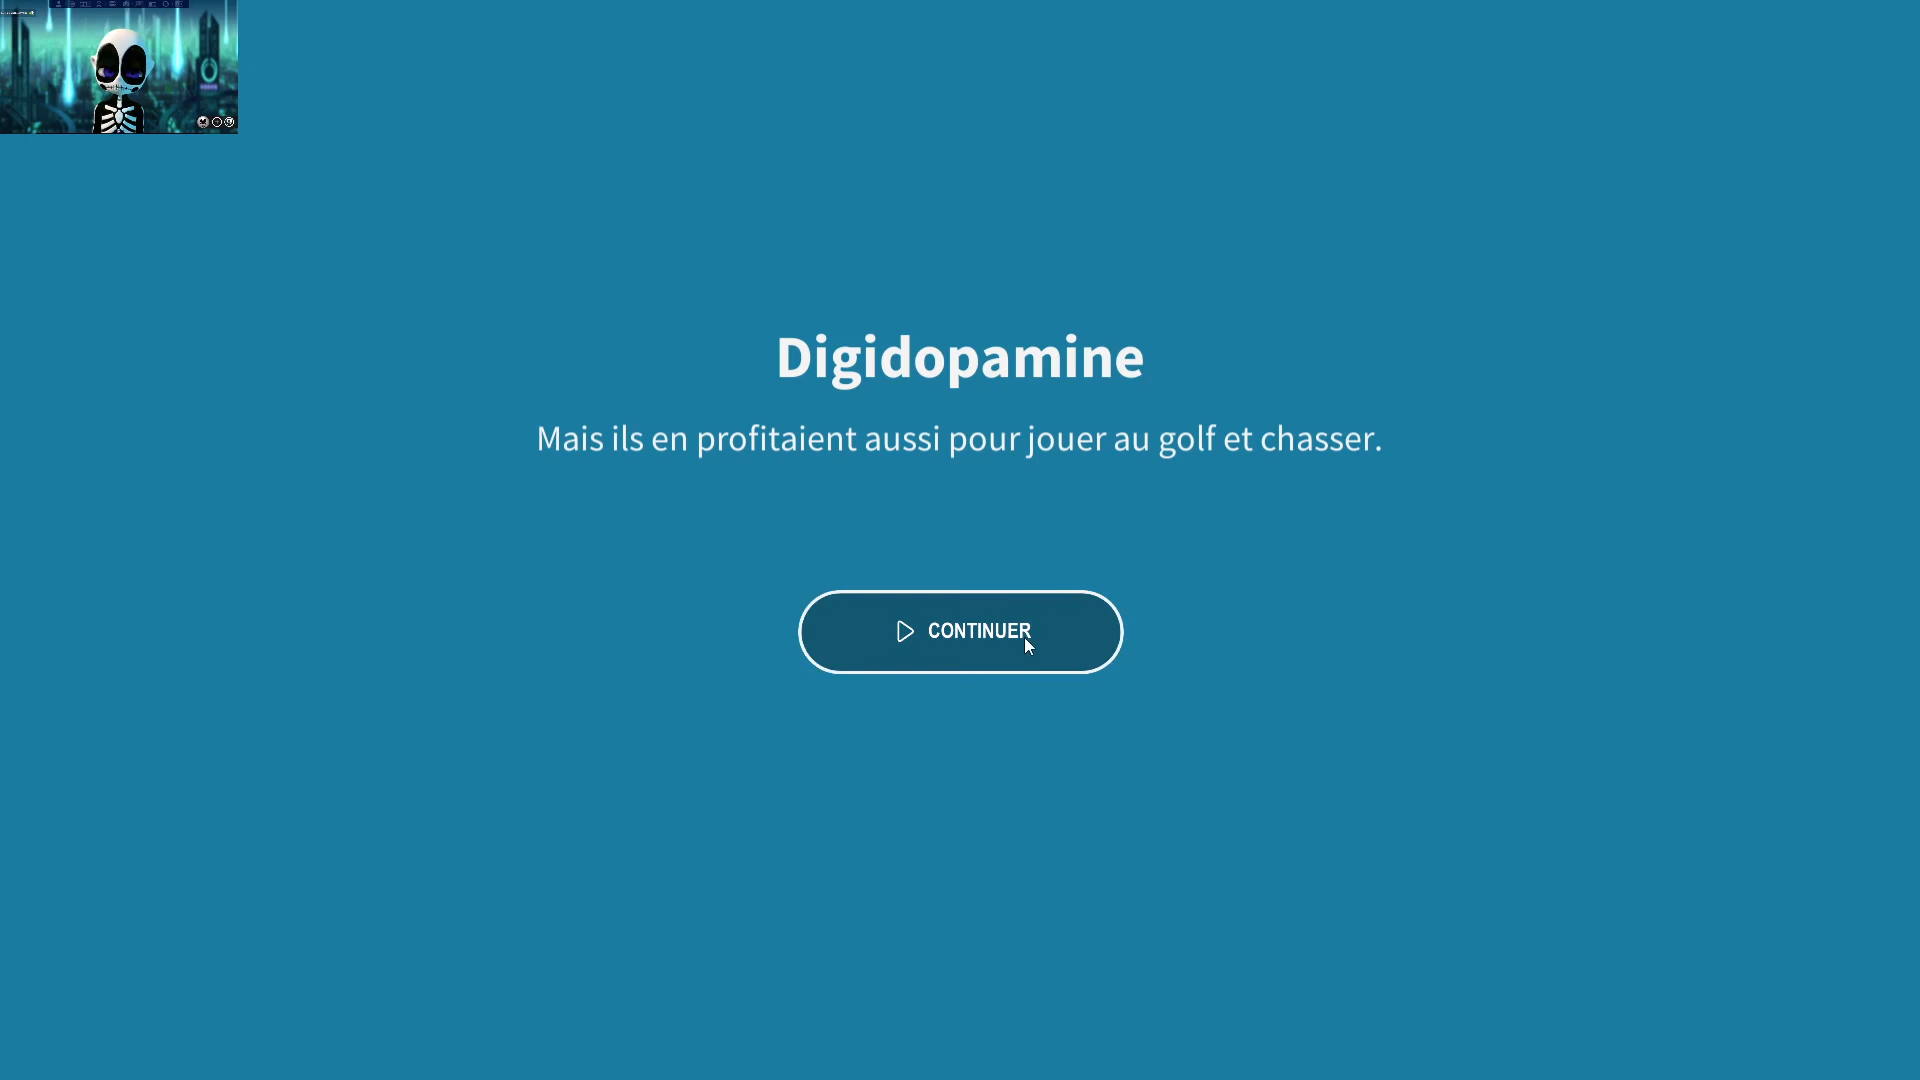 Digidopamine
Mais ils en profitaient aussi pour jouer au golf et chasser.
CONTINUER